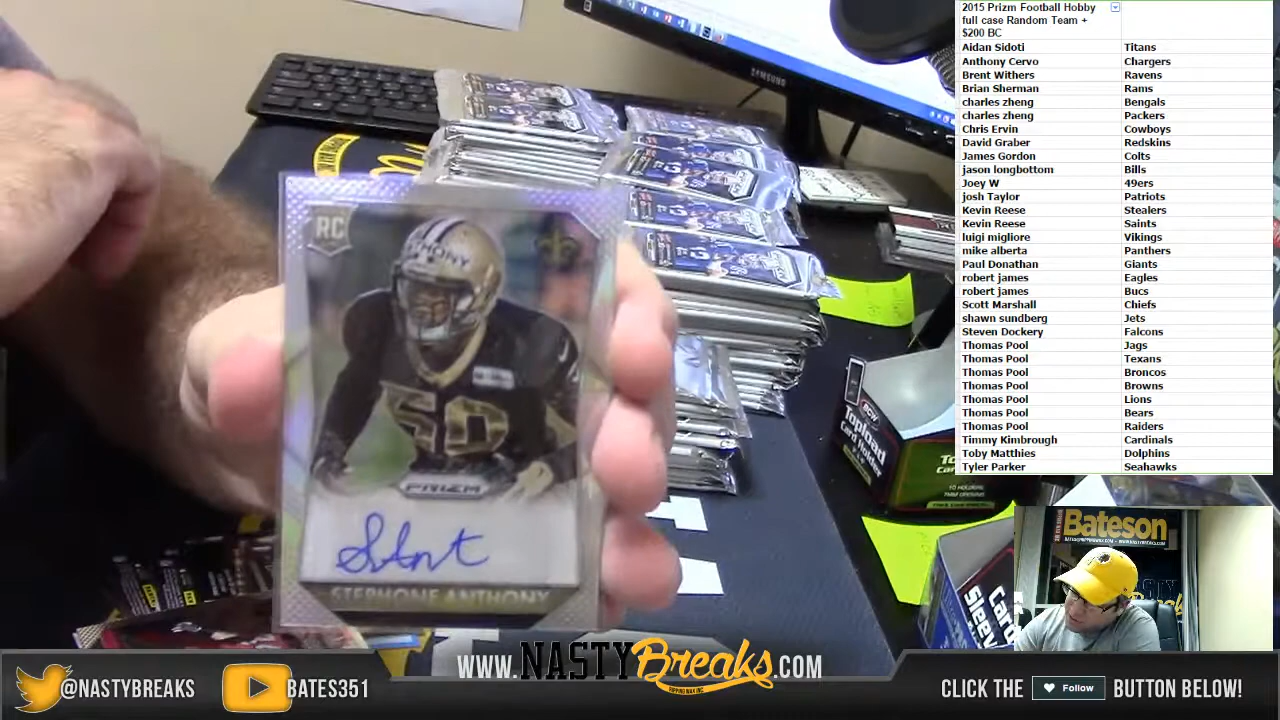 2015 Prizm Football Hobby
full case Random Team +
$200 BC
Aidan Sidoti Titans
Anthony Cervo Chargers
Brent Withers Ravens
Brian Sherman Rams
charles zheng Bengals
charles zheng Packers
Chris Ervin Cowboys
David Graber Redskins
James Gordon Colts
jason longbottom Bills
Joey W 49ers
josh Taylor Patriots
Kevin Reese Stealers
Kevin Reese Saints
luigi migliore Vikings
mike alberta Panthers
Paul Donathan Giants
robert james Eagles
robert james Bucs
Scott Marshall Chiefs
shawn sundberg Jets
Steven Dockery Falcons
Thomas Pool Jags
Thomas Pool Texans
Thomas Pool Broncos
Thomas Pool Browns
Thomas Pool Lions
Thomas Pool Bears
Thomas Pool Raiders
Timmy Kimbrough Cardinals
Toby Matthies Dolphins
Tyler Parker Seahawks
SAMSUNG
RC
50
PRIZM
STEPHONE ANTHONY
BCW
Topload
Card Holder
Bateson
@NASTYBREAKS
BATES351
WWW.NASTYBreaks.COM
CLICK THE Follow BUTTON BELOW!